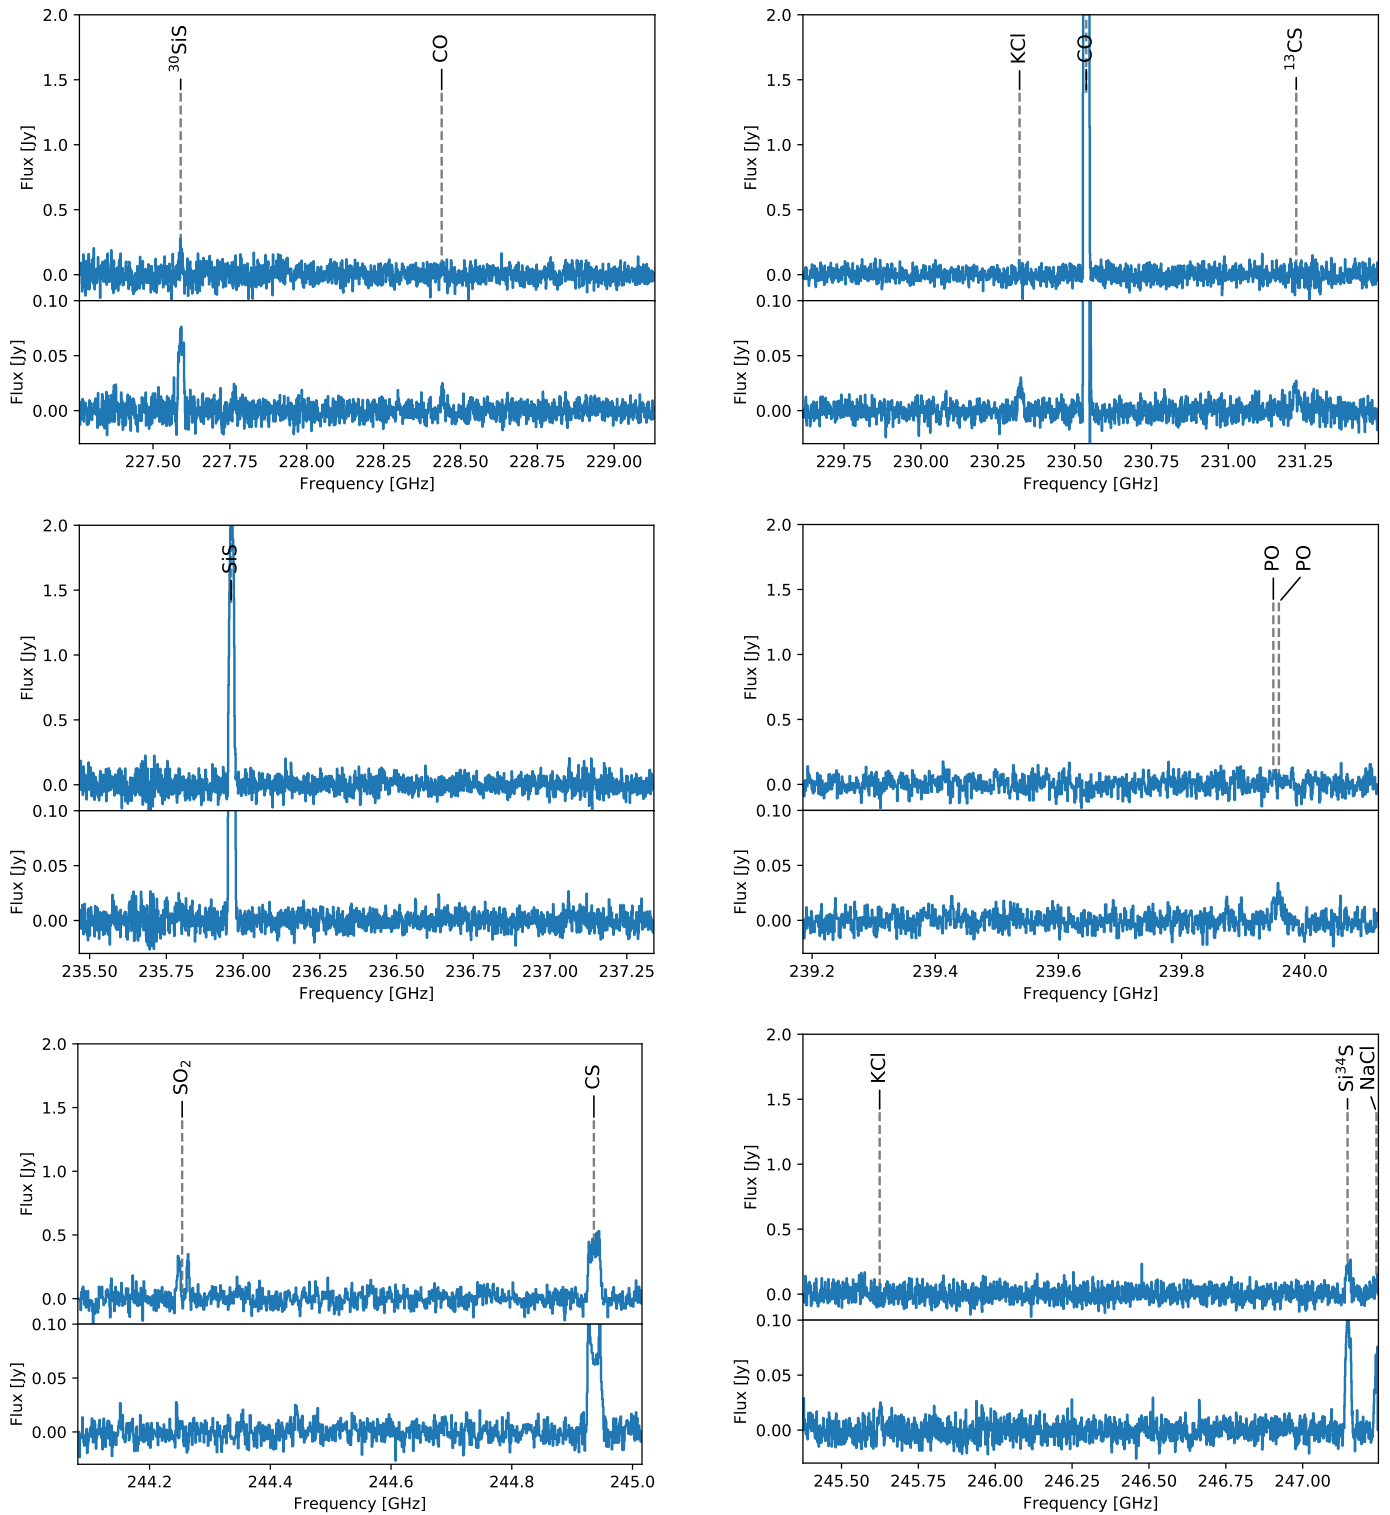 ³⁰SiS
CO
2.0
1.5
1.0
0.5
0.0
Flux [Jy]
0.10
0.05
0.00
Flux [Jy]
227.50 227.75 228.00 228.25 228.50 228.75 229.00
Frequency [GHz]
KCl
CO
¹³CS
2.0
1.5
1.0
0.5
0.0
Flux [Jy]
0.10
0.05
0.00
Flux [Jy]
229.75 230.00 230.25 230.50 230.75 231.00 231.25
Frequency [GHz]
SiS
2.0
1.5
1.0
0.5
0.0
Flux [Jy]
0.10
0.05
0.00
Flux [Jy]
235.50 235.75 236.00 236.25 236.50 236.75 237.00 237.25
Frequency [GHz]
PO
PO
2.0
1.5
1.0
0.5
0.0
Flux [Jy]
0.10
0.05
0.00
Flux [Jy]
239.2 239.4 239.6 239.8 240.0
Frequency [GHz]
SO₂
CS
2.0
1.5
1.0
0.5
0.0
Flux [Jy]
0.10
0.05
0.00
Flux [Jy]
244.2 244.4 244.6 244.8 245.0
Frequency [GHz]
KCl
Si³⁴S
NaCl
2.0
1.5
1.0
0.5
0.0
Flux [Jy]
0.10
0.05
0.00
Flux [Jy]
245.50 245.75 246.00 246.25 246.50 246.75 247.00
Frequency [GHz]